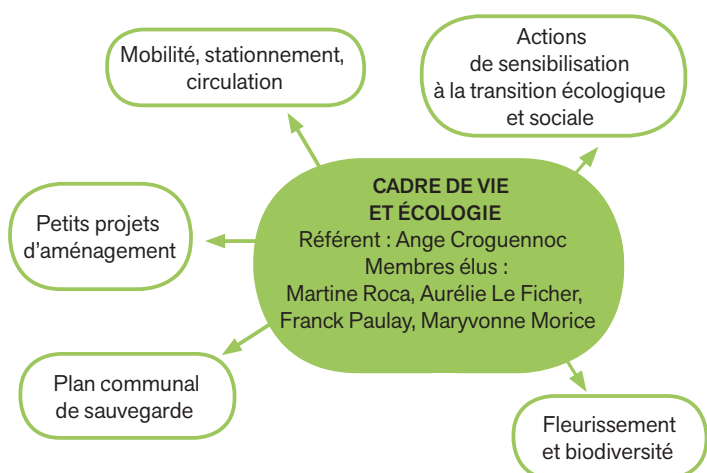 Mobilité, stationnement,
circulation
Actions
de sensibilisation
à la transition écologique
et sociale
CADRE DE VIE
ET ÉCOLOGIE
Référent : Ange Croguennoc
Membres élus :
Martine Roca, Aurélie Le Ficher,
Franck Paulay, Maryvonne Morice
Petits projets
d’aménagement
Plan communal
de sauvegarde
Fleurissement
et biodiversité